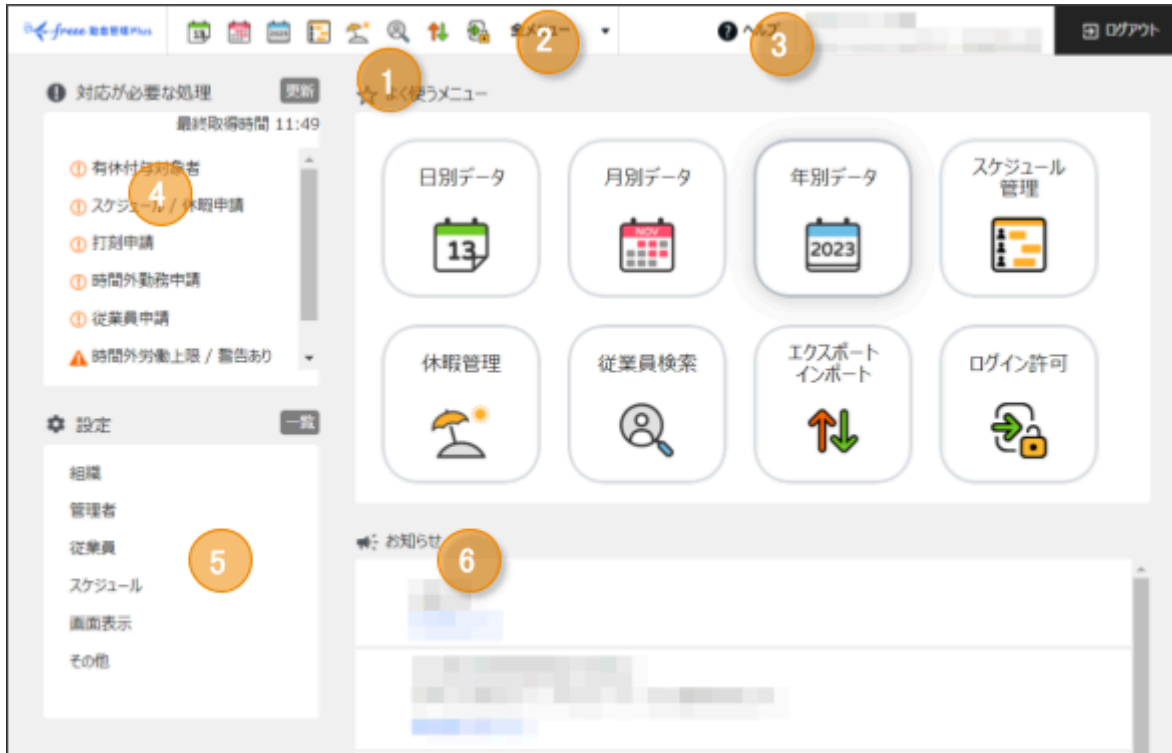 freee 勤怠管理Plus
13
2023
全メニュー
2
ヘルプ
3
ログアウト
対応が必要な処理
更新
最終取得時間 11:49
有休付与対象者
4
スケジュール / 休暇申請
打刻申請
時間外勤務申請
従業員申請
時間外労働上限 / 警告あり
設定
一覧
組織
管理者
従業員
5
スケジュール
画面表示
その他
1
よく使うメニュー
日別データ
13
月別データ
NOV
年別データ
2023
スケジュール
管理
休暇管理
従業員検索
エクスポート
インポート
ログイン許可
お知らせ
6